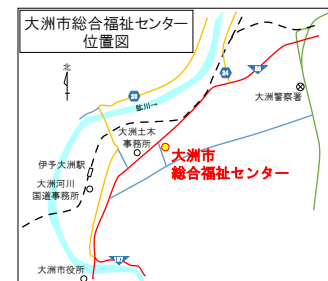 大洲市総合福祉センター
位置図
北
肱川→
24
56
大洲警察署
大洲土木
事務所
大洲市
総合福祉センター
伊予大洲駅
大洲河川
国道事務所
197
大洲市役所